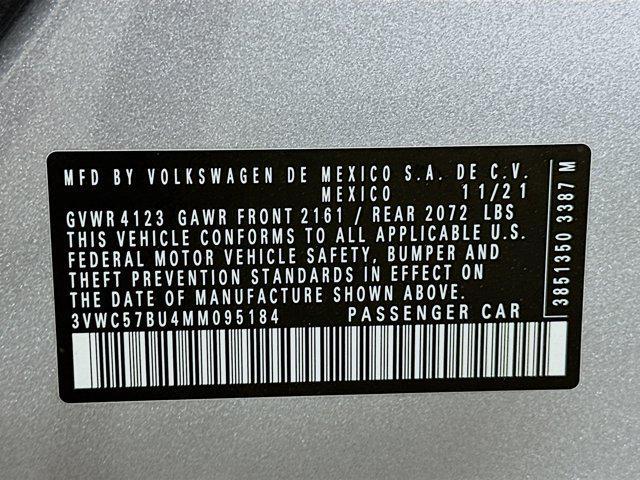 MFD BY VOLKSWAGEN DE MEXICO S.A. DE C.V.
MEXICO 11/21
GVWR 4123 GAWR FRONT 2161 / REAR 2072 LBS
THIS VEHICLE CONFORMS TO ALL APPLICABLE U.S.
FEDERAL MOTOR VEHICLE SAFETY, BUMPER AND
THEFT PREVENTION STANDARDS IN EFFECT ON
THE DATE OF MANUFACTURE SHOWN ABOVE.
3VWC57BU4MM095184 PASSENGER CAR
3851350 3387 M